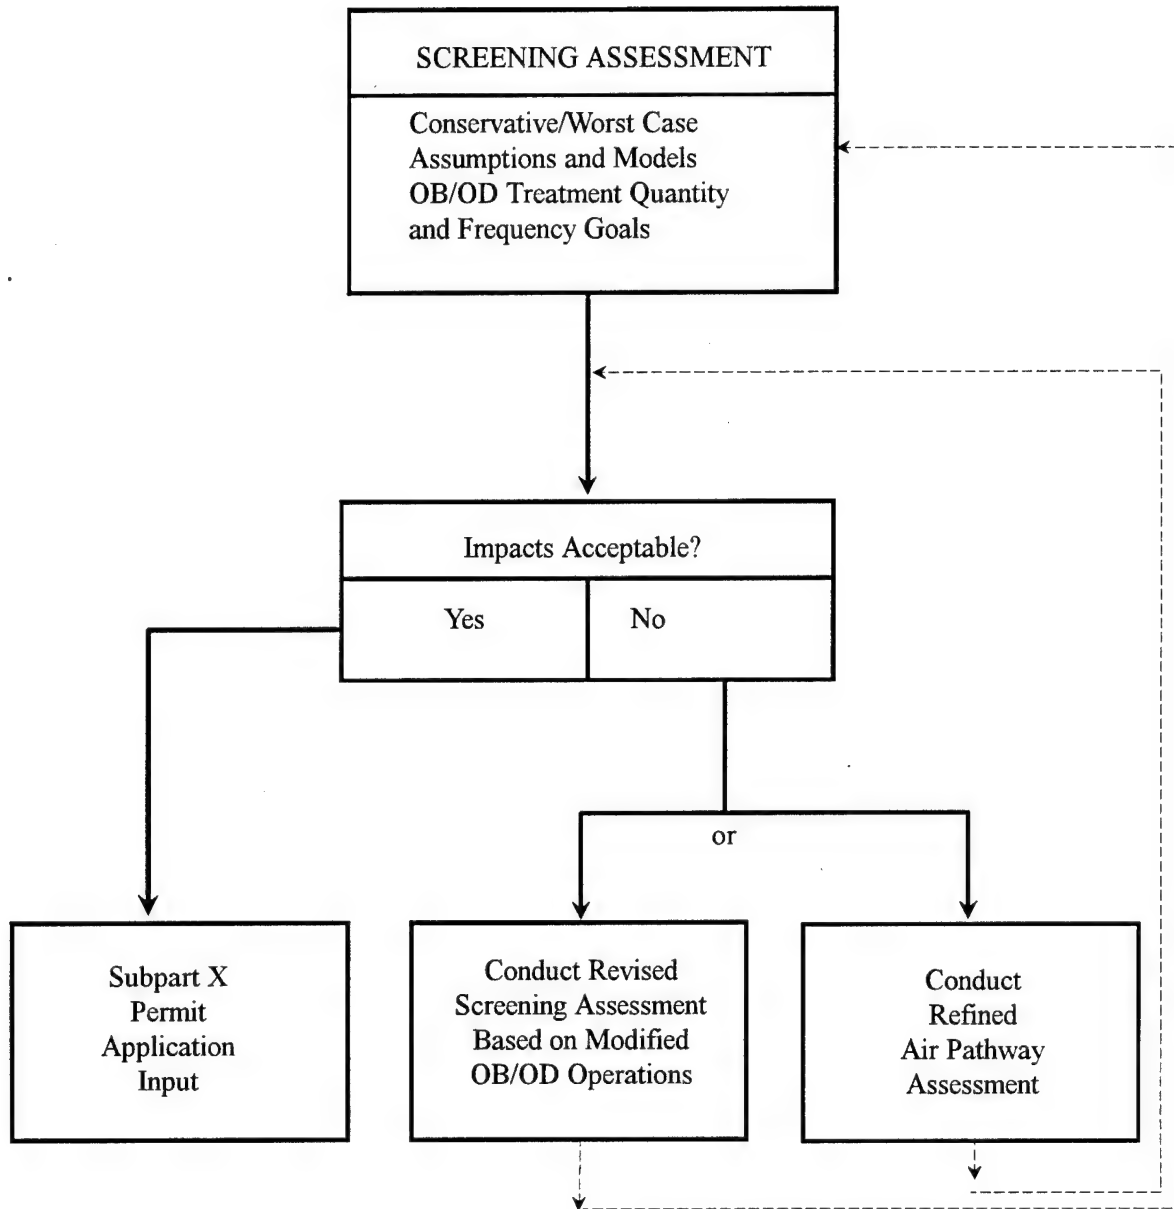 SCREENING ASSESSMENT
Conservative/Worst Case
Assumptions and Models
OB/OD Treatment Quantity
and Frequency Goals
Impacts Acceptable?
Yes
No
or
Subpart X
Permit
Application
Input
Conduct Revised
Screening Assessment
Based on Modified
OB/OD Operations
Conduct
Refined
Air Pathway
Assessment